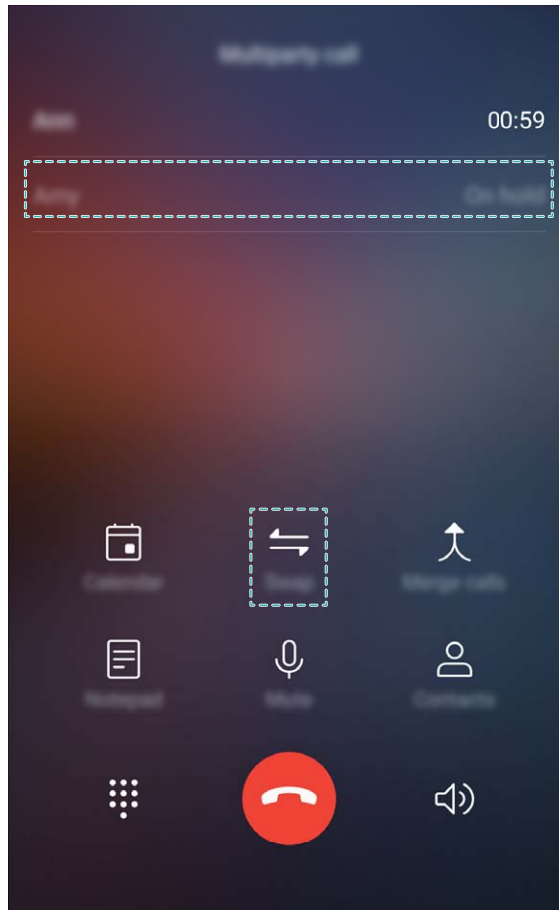 Multiparty call
Ann 00:59
Amy On hold
Calendar Swap Merge calls
Notepad Mute Contacts